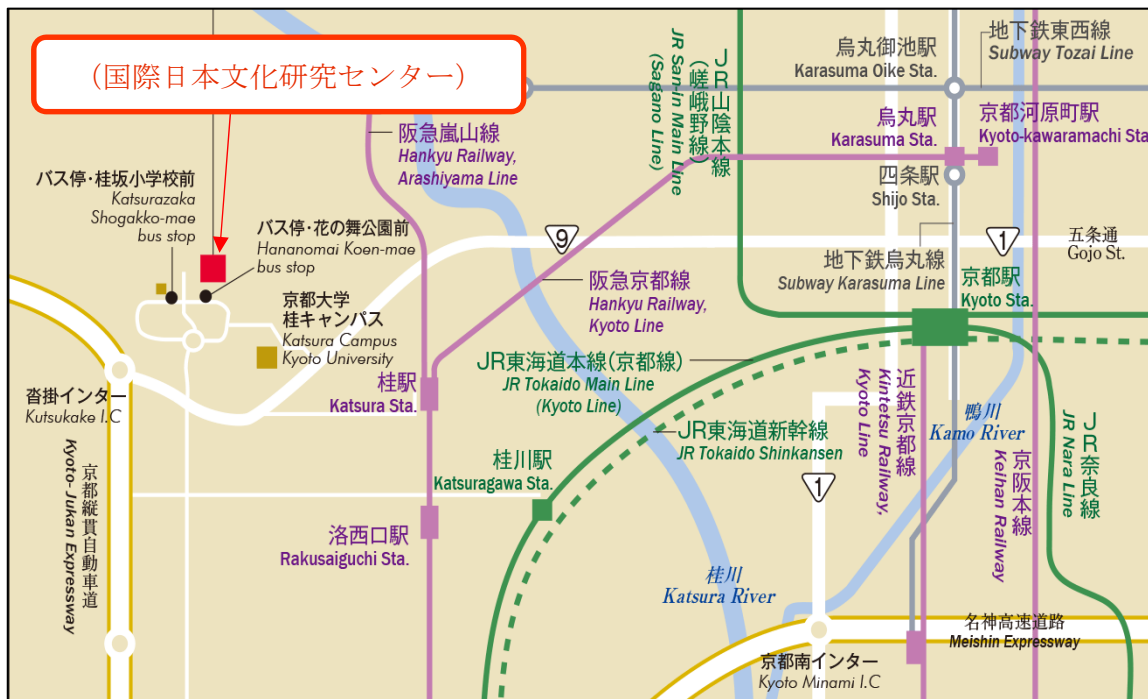 （国際日本文化研究センター）
地下鉄東西線
Subway Tozai Line
烏丸御池駅
Karasuma Oike Sta.
JR山陰本線
（嵯峨野線）
JR San-in Main Line
(Sagano Line)
烏丸駅
Karasuma Sta.
京都河原町駅
Kyoto-kawaramachi Sta
阪急嵐山線
Hankyu Railway,
Arashiyama Line
四条駅
Shijo Sta.
バス停・桂坂小学校前
Katsurazaka
Shogakko-mae
bus stop
バス停・花の舞公園前
Hananomai Koen-mae
bus stop
9
1
五条通
Gojo St.
地下鉄烏丸線
Subway Karasuma Line
京都駅
Kyoto Sta.
阪急京都線
Hankyu Railway,
Kyoto Line
京都大学
桂キャンパス
Katsura Campus
Kyoto University
JR東海道本線（京都線）
JR Tokaido Main Line
(Kyoto Line)
桂駅
Katsura Sta.
沓掛インター
Kutsukake I.C
近鉄京都線
Kintetsu Railway,
Kyoto Line
鴨川
Kamo River
JR東海道新幹線
JR Tokaido Shinkansen
京阪本線
Keihan Railway
JR奈良線
JR Nara Line
桂川駅
Katsuragawa Sta.
1
京都縦貫自動車道
Kyoto-Jukan Expressway
洛西口駅
Rakusaiguchi Sta.
桂川
Katsura River
名神高速道路
Meishin Expressway
京都南インター
Kyoto Minami I.C